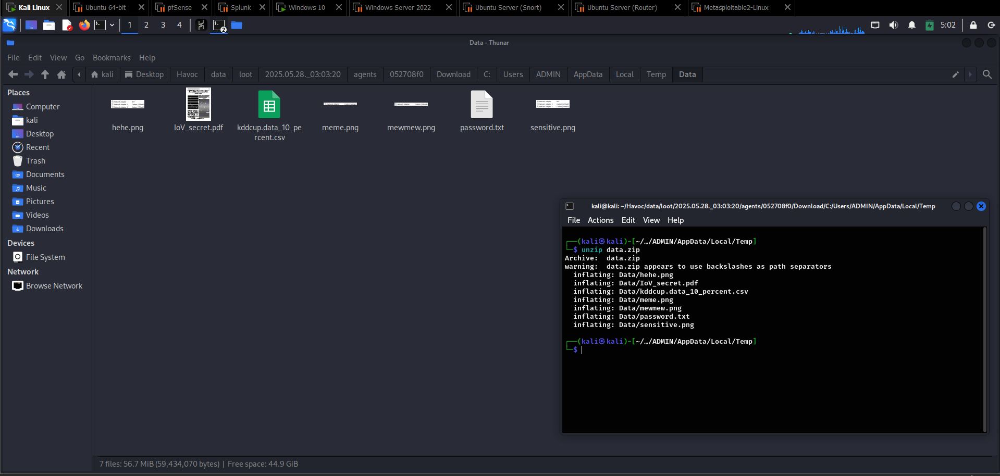 Kali Linux
Ubuntu 64-bit
pfSense
Splunk
Windows 10
Windows Server 2022
Ubuntu Server (Snort)
Ubuntu Server (Router)
Metasploitable2-Linux
1 2 3 4
2
5:02
Data - Thunar
File Edit View Go Bookmarks Help
kali Desktop Havoc data loot 2025.05.28._03:03:20 agents 052708f0 Download C: Users ADMIN AppData Local Temp Data
Places
Computer
kali
Desktop
Recent
Trash
Documents
Music
Pictures
Videos
Downloads
Devices
File System
Network
Browse Network
hehe.png
IoV_secret.pdf
kddcup.data_10_pe
rcent.csv
meme.png
mewmew.png
password.txt
sensitive.png
kali@kali: ~/Havoc/data/loot/2025.05.28._03:03:20/agents/052708f0/Download/C:/Users/ADMIN/AppData/Local/Temp
File Actions Edit View Help
┌──(kali㉿kali)-[~/…/ADMIN/AppData/Local/Temp]
└─$ unzip data.zip
Archive:  data.zip
warning:  data.zip appears to use backslashes as path separators
  inflating: Data/hehe.png
  inflating: Data/IoV_secret.pdf
  inflating: Data/kddcup.data_10_percent.csv
  inflating: Data/meme.png
  inflating: Data/mewmew.png
  inflating: Data/password.txt
  inflating: Data/sensitive.png
┌──(kali㉿kali)-[~/…/ADMIN/AppData/Local/Temp]
└─$
7 files: 56.7 MiB (59,434,070 bytes) | Free space: 44.9 GiB